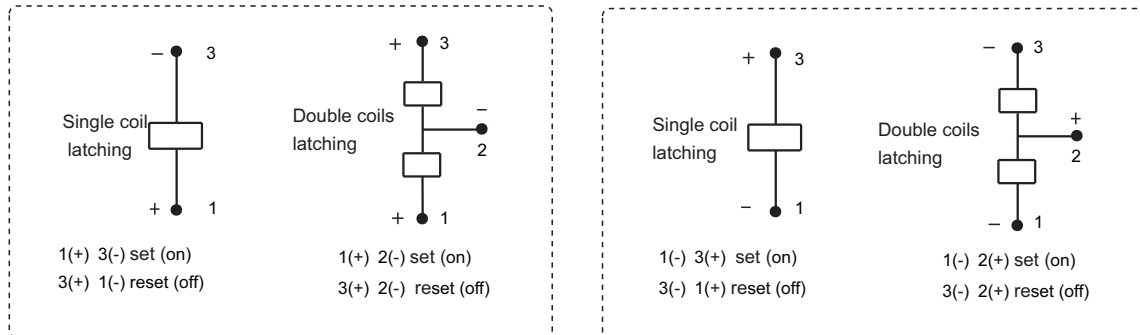 − 3
Single coil
latching
+ 1
1(+) 3(-) set (on)
3(+) 1(-) reset (off)
+ 3
Double coils
latching
−
2
+ 1
1(+) 2(-) set (on)
3(+) 2(-) reset (off)
+ 3
Single coil
latching
− 1
1(-) 3(+) set (on)
3(-) 1(+) reset (off)
− 3
Double coils
latching
+
2
− 1
1(-) 2(+) set (on)
3(-) 2(+) reset (off)